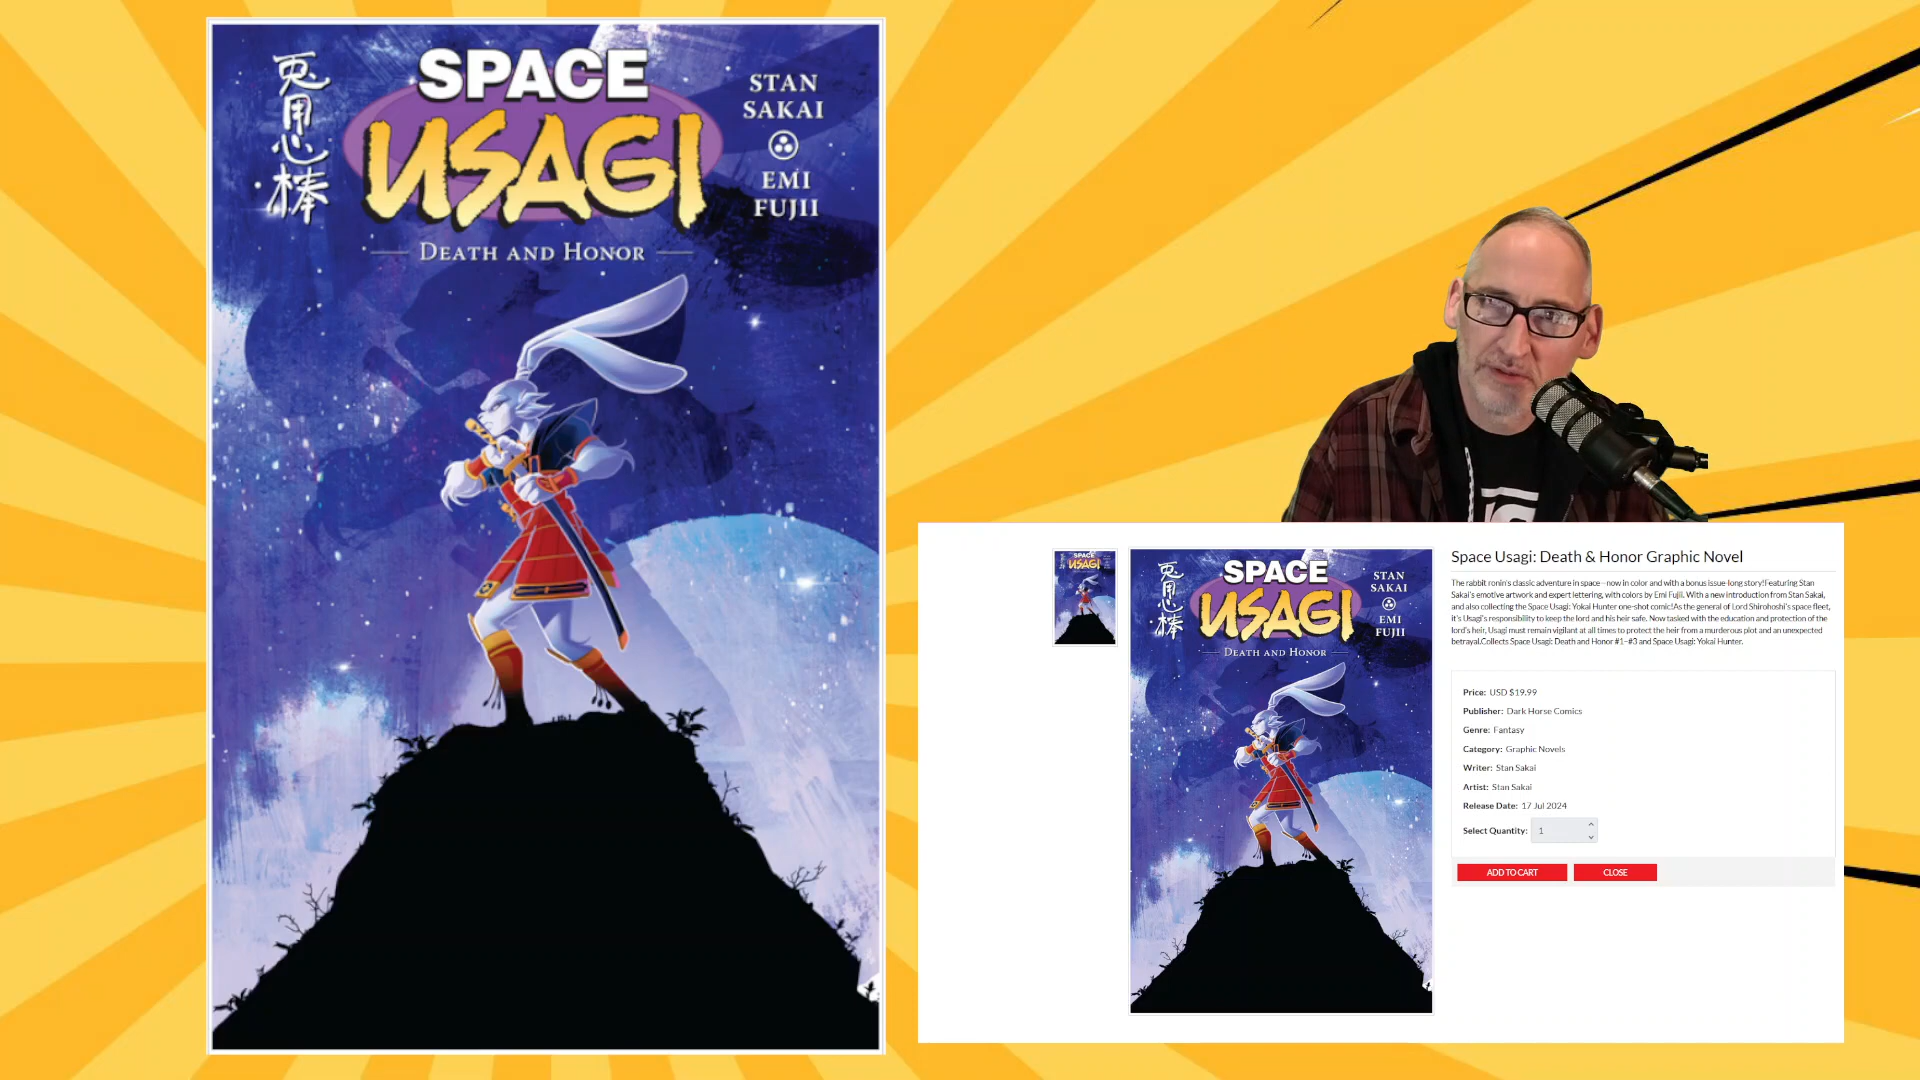 兎用心棒
SPACE
USAGI
DEATH AND HONOR
STAN
SAKAI
EMI
FUJII
SPACE
USAGI
兎用心棒
SPACE
USAGI
DEATH AND HONOR
STAN
SAKAI
EMI
FUJII
Space Usagi: Death & Honor Graphic Novel
The rabbit ronin's classic adventure in space—now in color and with a bonus issue-long story!Featuring Stan
Sakai's emotive artwork and expert lettering, with colors by Emi Fujii. With a new introduction from Stan Sakai,
and also collecting the Space Usagi: Yokai Hunter one-shot comic!As the general of Lord Shirohoshi's space fleet,
it's Usagi's responsibility to keep the lord and his heir safe. Now tasked with the education and protection of the
lord's heir, Usagi must remain vigilant at all times to protect the heir from a murderous plot and an unexpected
betrayal.Collects Space Usagi: Death and Honor #1–#3 and Space Usagi: Yokai Hunter.
Price: USD $19.99
Publisher: Dark Horse Comics
Genre: Fantasy
Category: Graphic Novels
Writer: Stan Sakai
Artist: Stan Sakai
Release Date: 17 Jul 2024
Select Quantity: 1
ADD TO CART
CLOSE